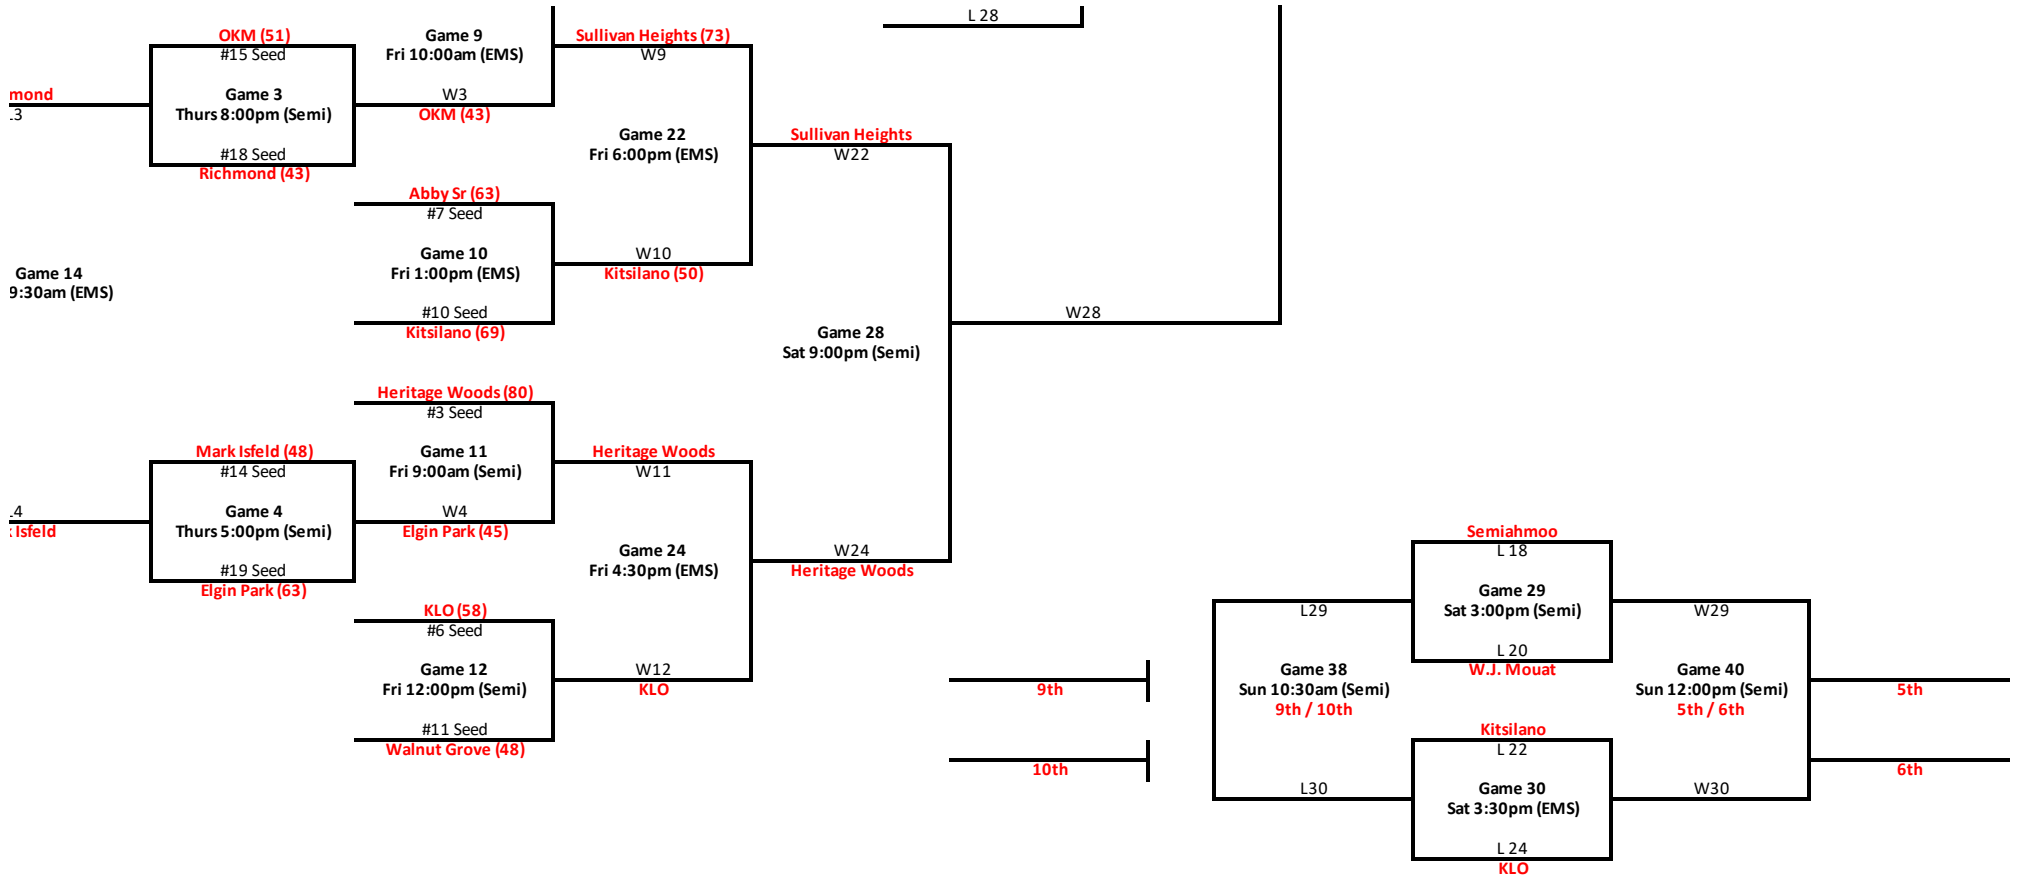 L 28
OKM (51)
#15 Seed
Game 3
Thurs 8:00pm (Semi)
#18 Seed
Richmond (43)
Game 9
Fri 10:00am (EMS)
W3
OKM (43)
Sullivan Heights (73)
W9
Game 22
Fri 6:00pm (EMS)
Sullivan Heights
W22
mond
.3
Abby Sr (63)
#7 Seed
Game 10
Fri 1:00pm (EMS)
#10 Seed
Kitsilano (69)
W10
Kitsilano (50)
Game 14
9:30am (EMS)
W28
Game 28
Sat 9:00pm (Semi)
Heritage Woods (80)
#3 Seed
Game 11
Fri 9:00am (Semi)
W4
Elgin Park (45)
Mark Isfeld (48)
#14 Seed
Game 4
Thurs 5:00pm (Semi)
#19 Seed
Elgin Park (63)
.4
Isfeld
Heritage Woods
W11
Game 24
Fri 4:30pm (EMS)
W24
Heritage Woods
KLO (58)
#6 Seed
Game 12
Fri 12:00pm (Semi)
#11 Seed
Walnut Grove (48)
W12
KLO
9th
10th
Semiahmoo
L 18
Game 29
Sat 3:00pm (Semi)
L 20
W.J. Mouat
L29
Game 38
Sun 10:30am (Semi)
9th / 10th
L30
W29
Game 40
Sun 12:00pm (Semi)
5th / 6th
W30
Kitsilano
L 22
Game 30
Sat 3:30pm (EMS)
L 24
KLO
5th
6th